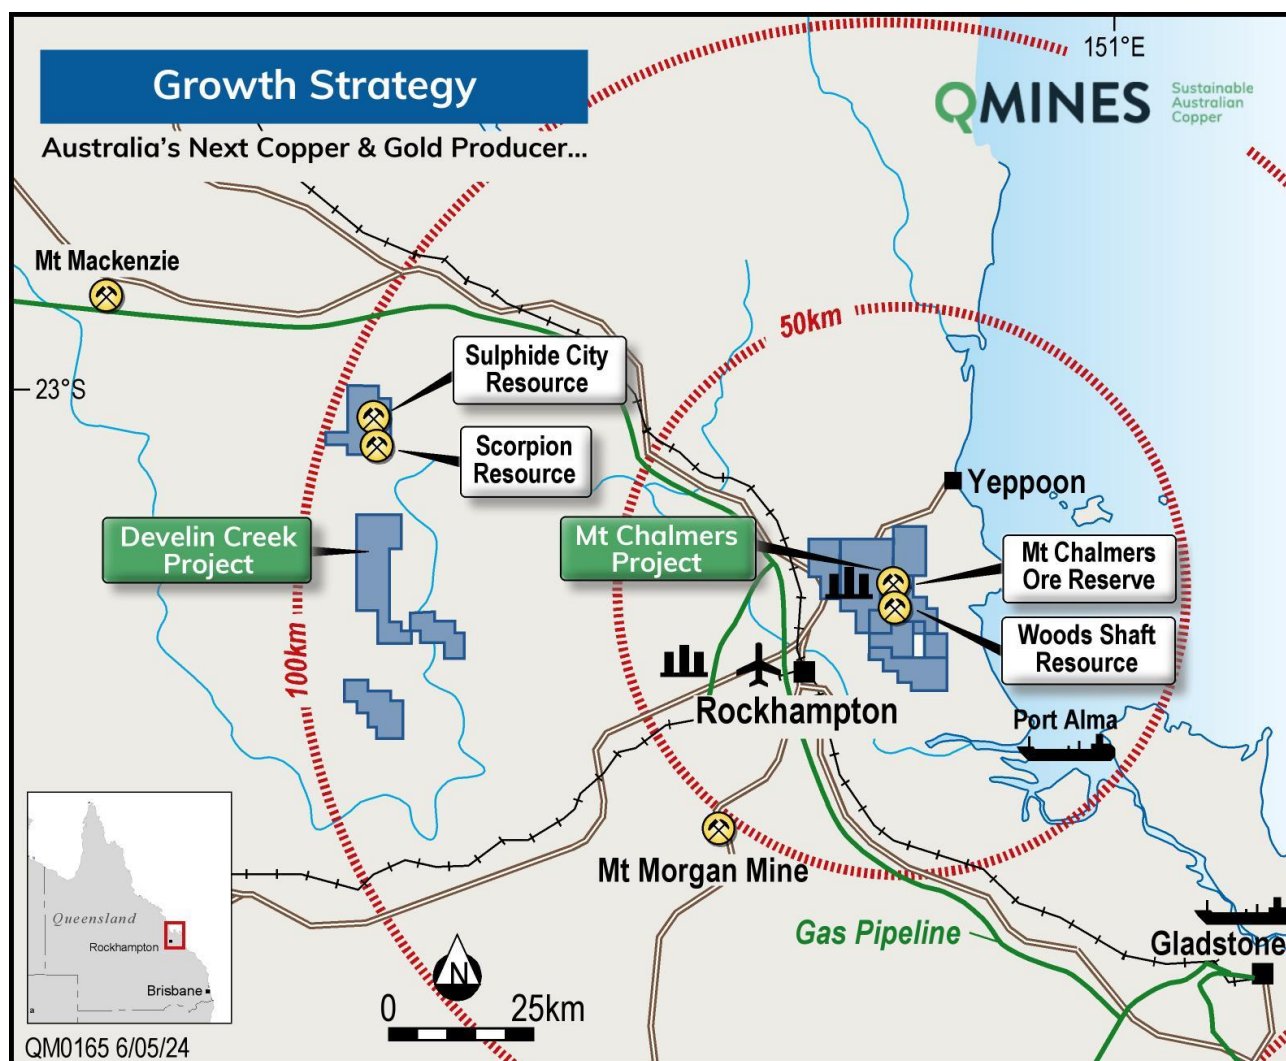 Growth Strategy
Australia's Next Copper & Gold Producer...
151°E
QMINES
Sustainable
Australian
Copper
Mt Mackenzie
50km
23°S
Sulphide City
Resource
Scorpion
Resource
Yeppoon
Develin Creek
Project
Mt Chalmers
Project
Mt Chalmers
Ore Reserve
Woods Shaft
Resource
100km
Rockhampton
Port Alma
Mt Morgan Mine
Gas Pipeline
Gladstone
Queensland
Rockhampton
Brisbane
N
0 25km
QM0165 6/05/24